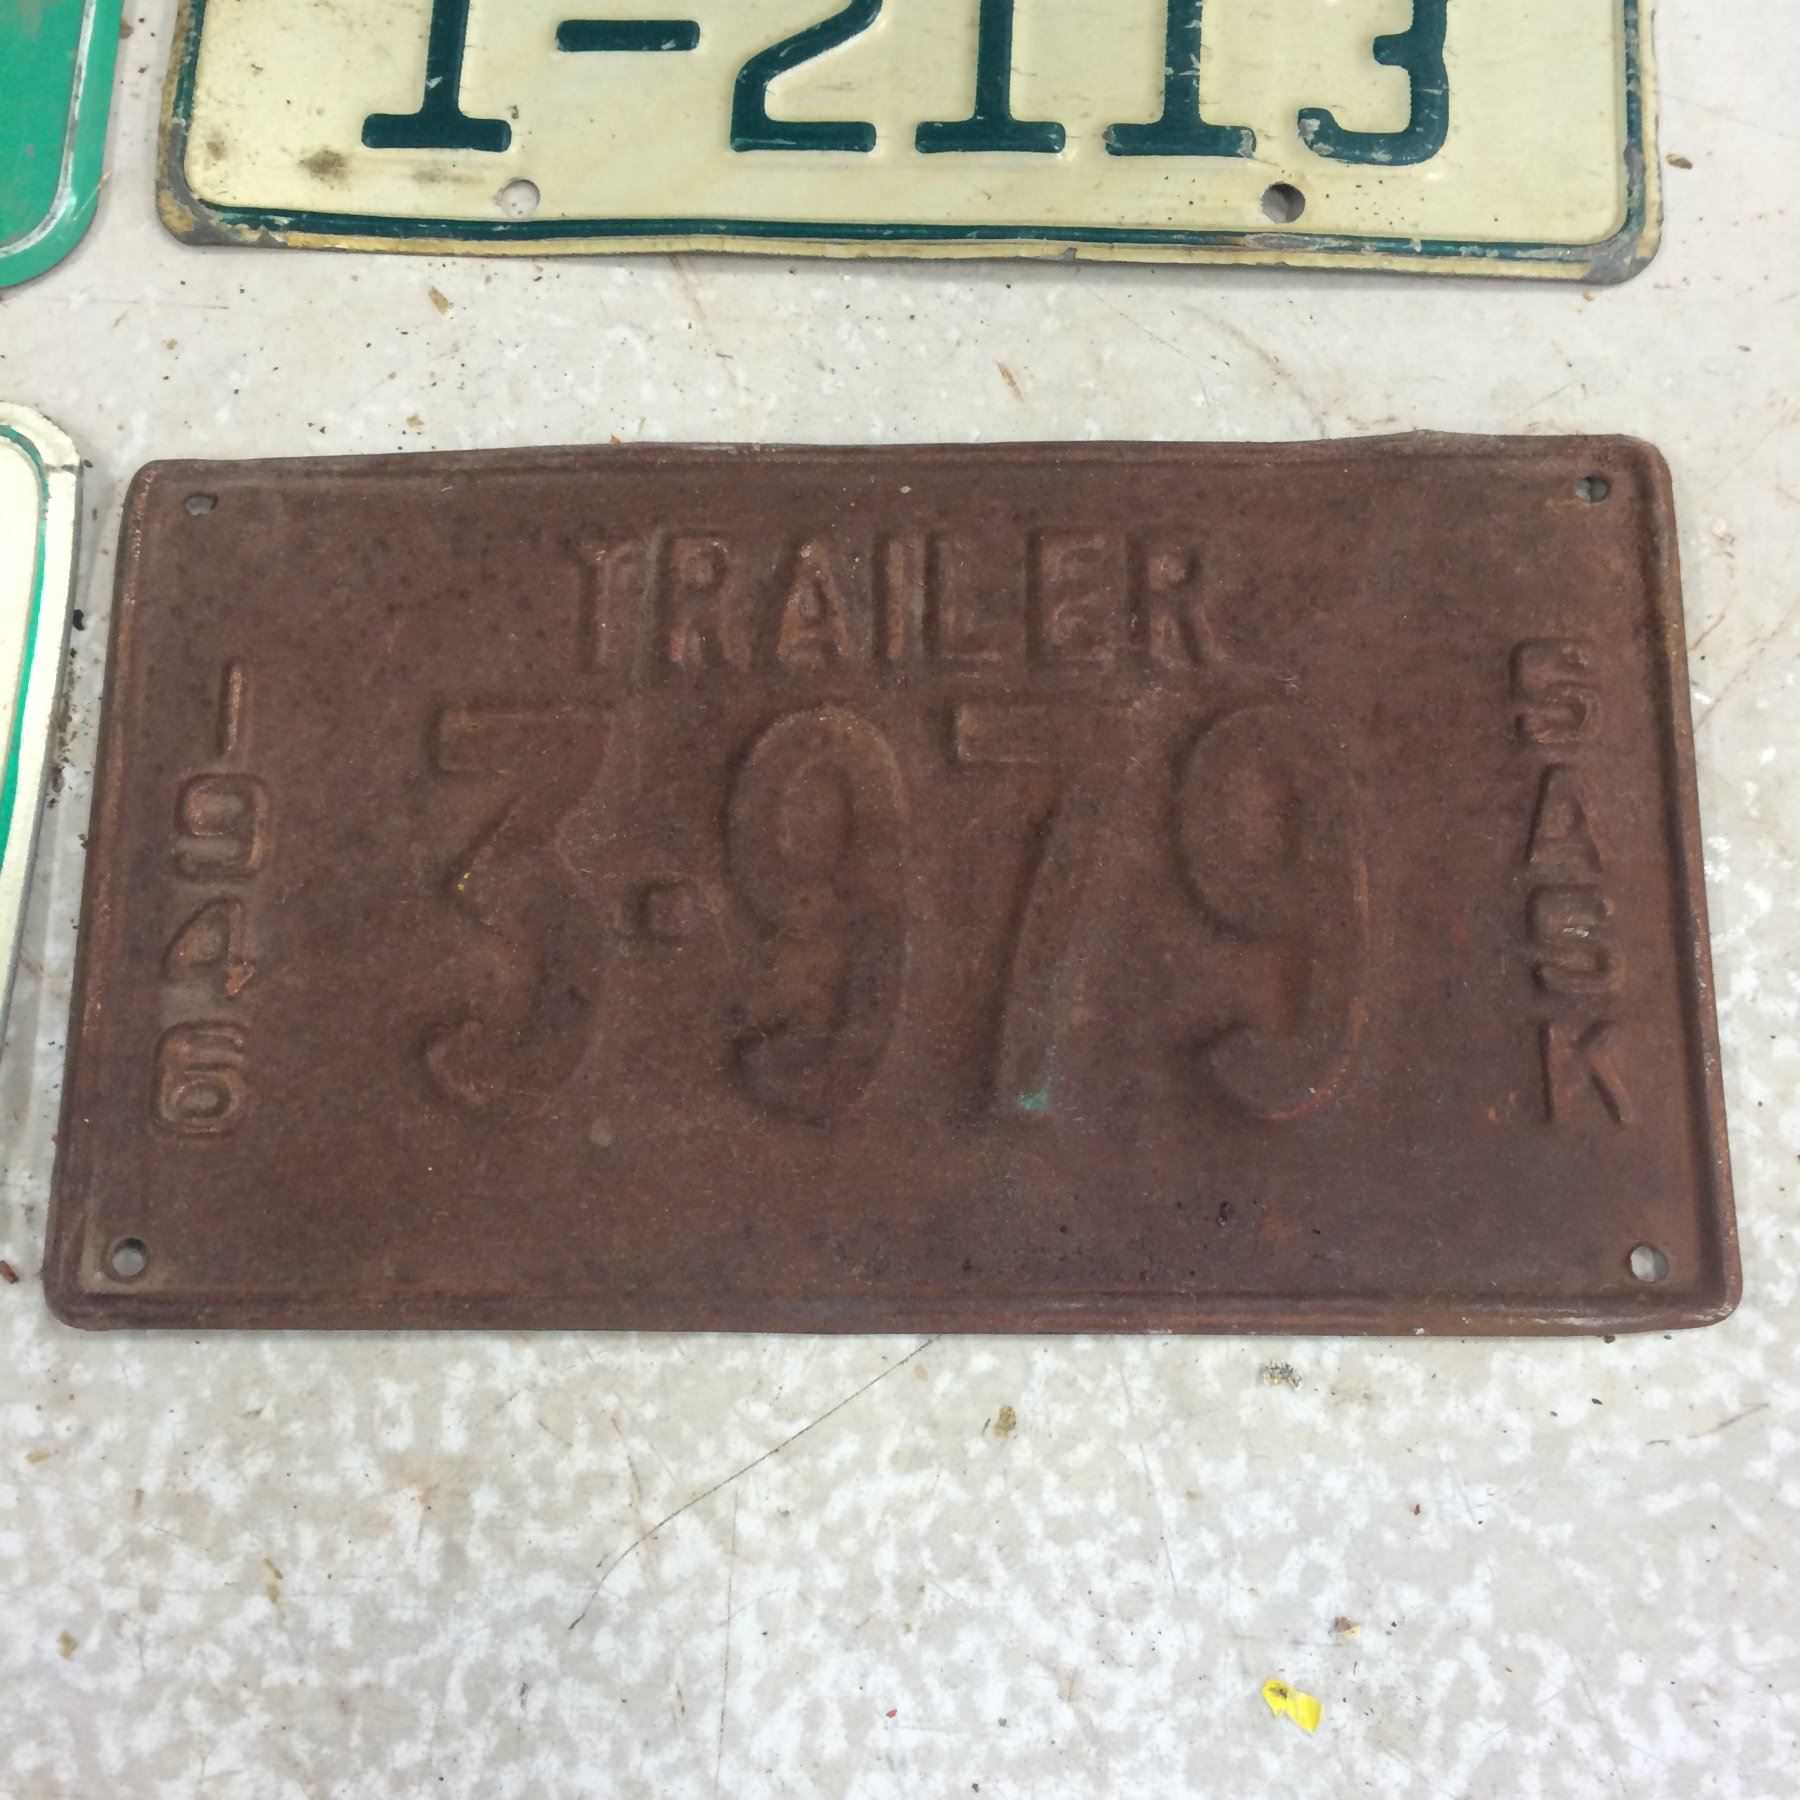 1-2113
TRAILER
1946
3·979
SASK